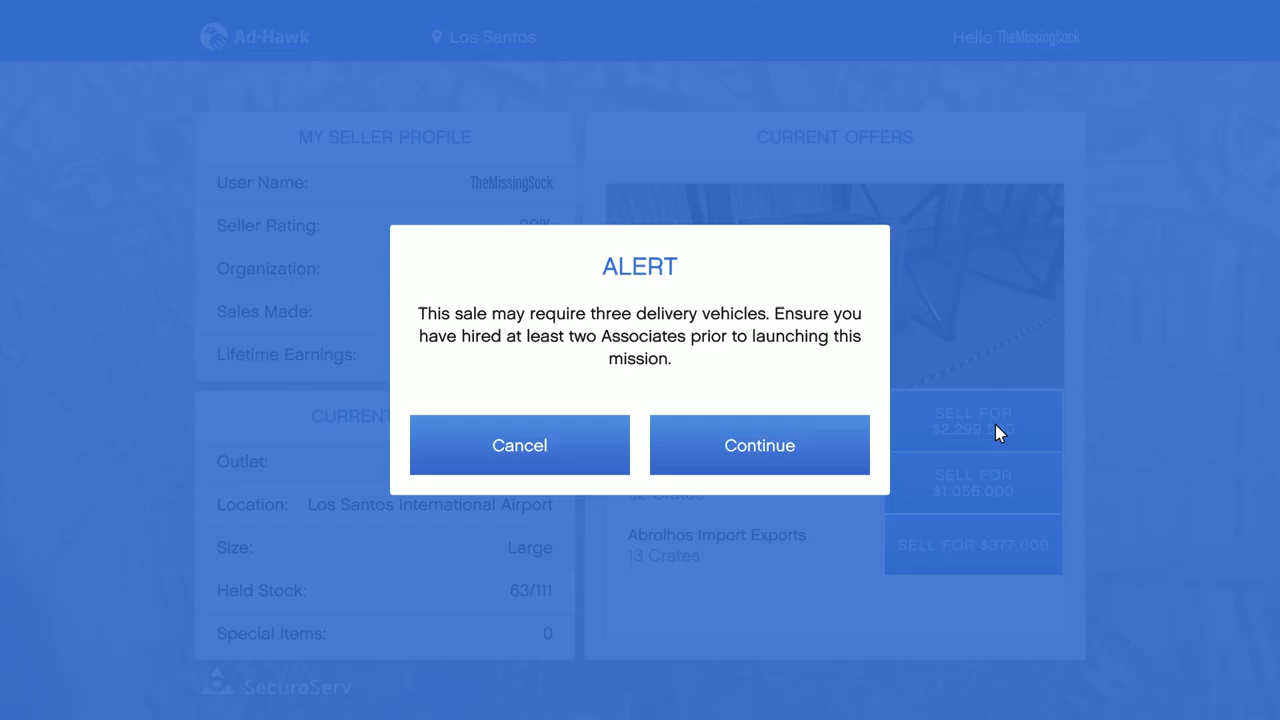 Ad-Hawk
Los Santos
Hello TheMissingSock
MY SELLER PROFILE
CURRENT OFFERS
User Name:
TheMissingSock
Seller Rating:
Organization:
Sales Made:
Lifetime Earnings:
ALERT
This sale may require three delivery vehicles. Ensure you
have hired at least two Associates prior to launching this
mission.
Cancel
Continue
CURRENT
Outlet:
Location: Los Santos International Airport
Size: Large
Held Stock: 63/111
Special Items: 0
SELL FOR
SELL FOR
$1,056,000
Abrolhos Import Exports
13 Crates
SELL FOR $377,000
SecuroServ